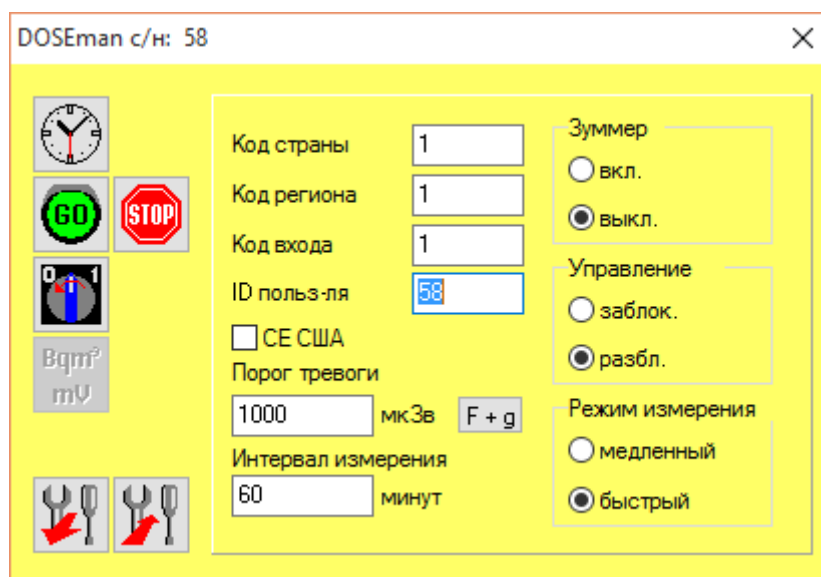 DOSEman с/н: 58
0 1
GO STOP
Bqm³
mV
Код страны 1
Код региона 1
Код входа 1
ID польз-ля 58
СЕ США
Порог тревоги
1000 мкЗв F + g
Интервал измерения
60 минут
Зуммер
вкл.
выкл.
Управление
заблок.
разбл.
Режим измерения
медленный
быстрый